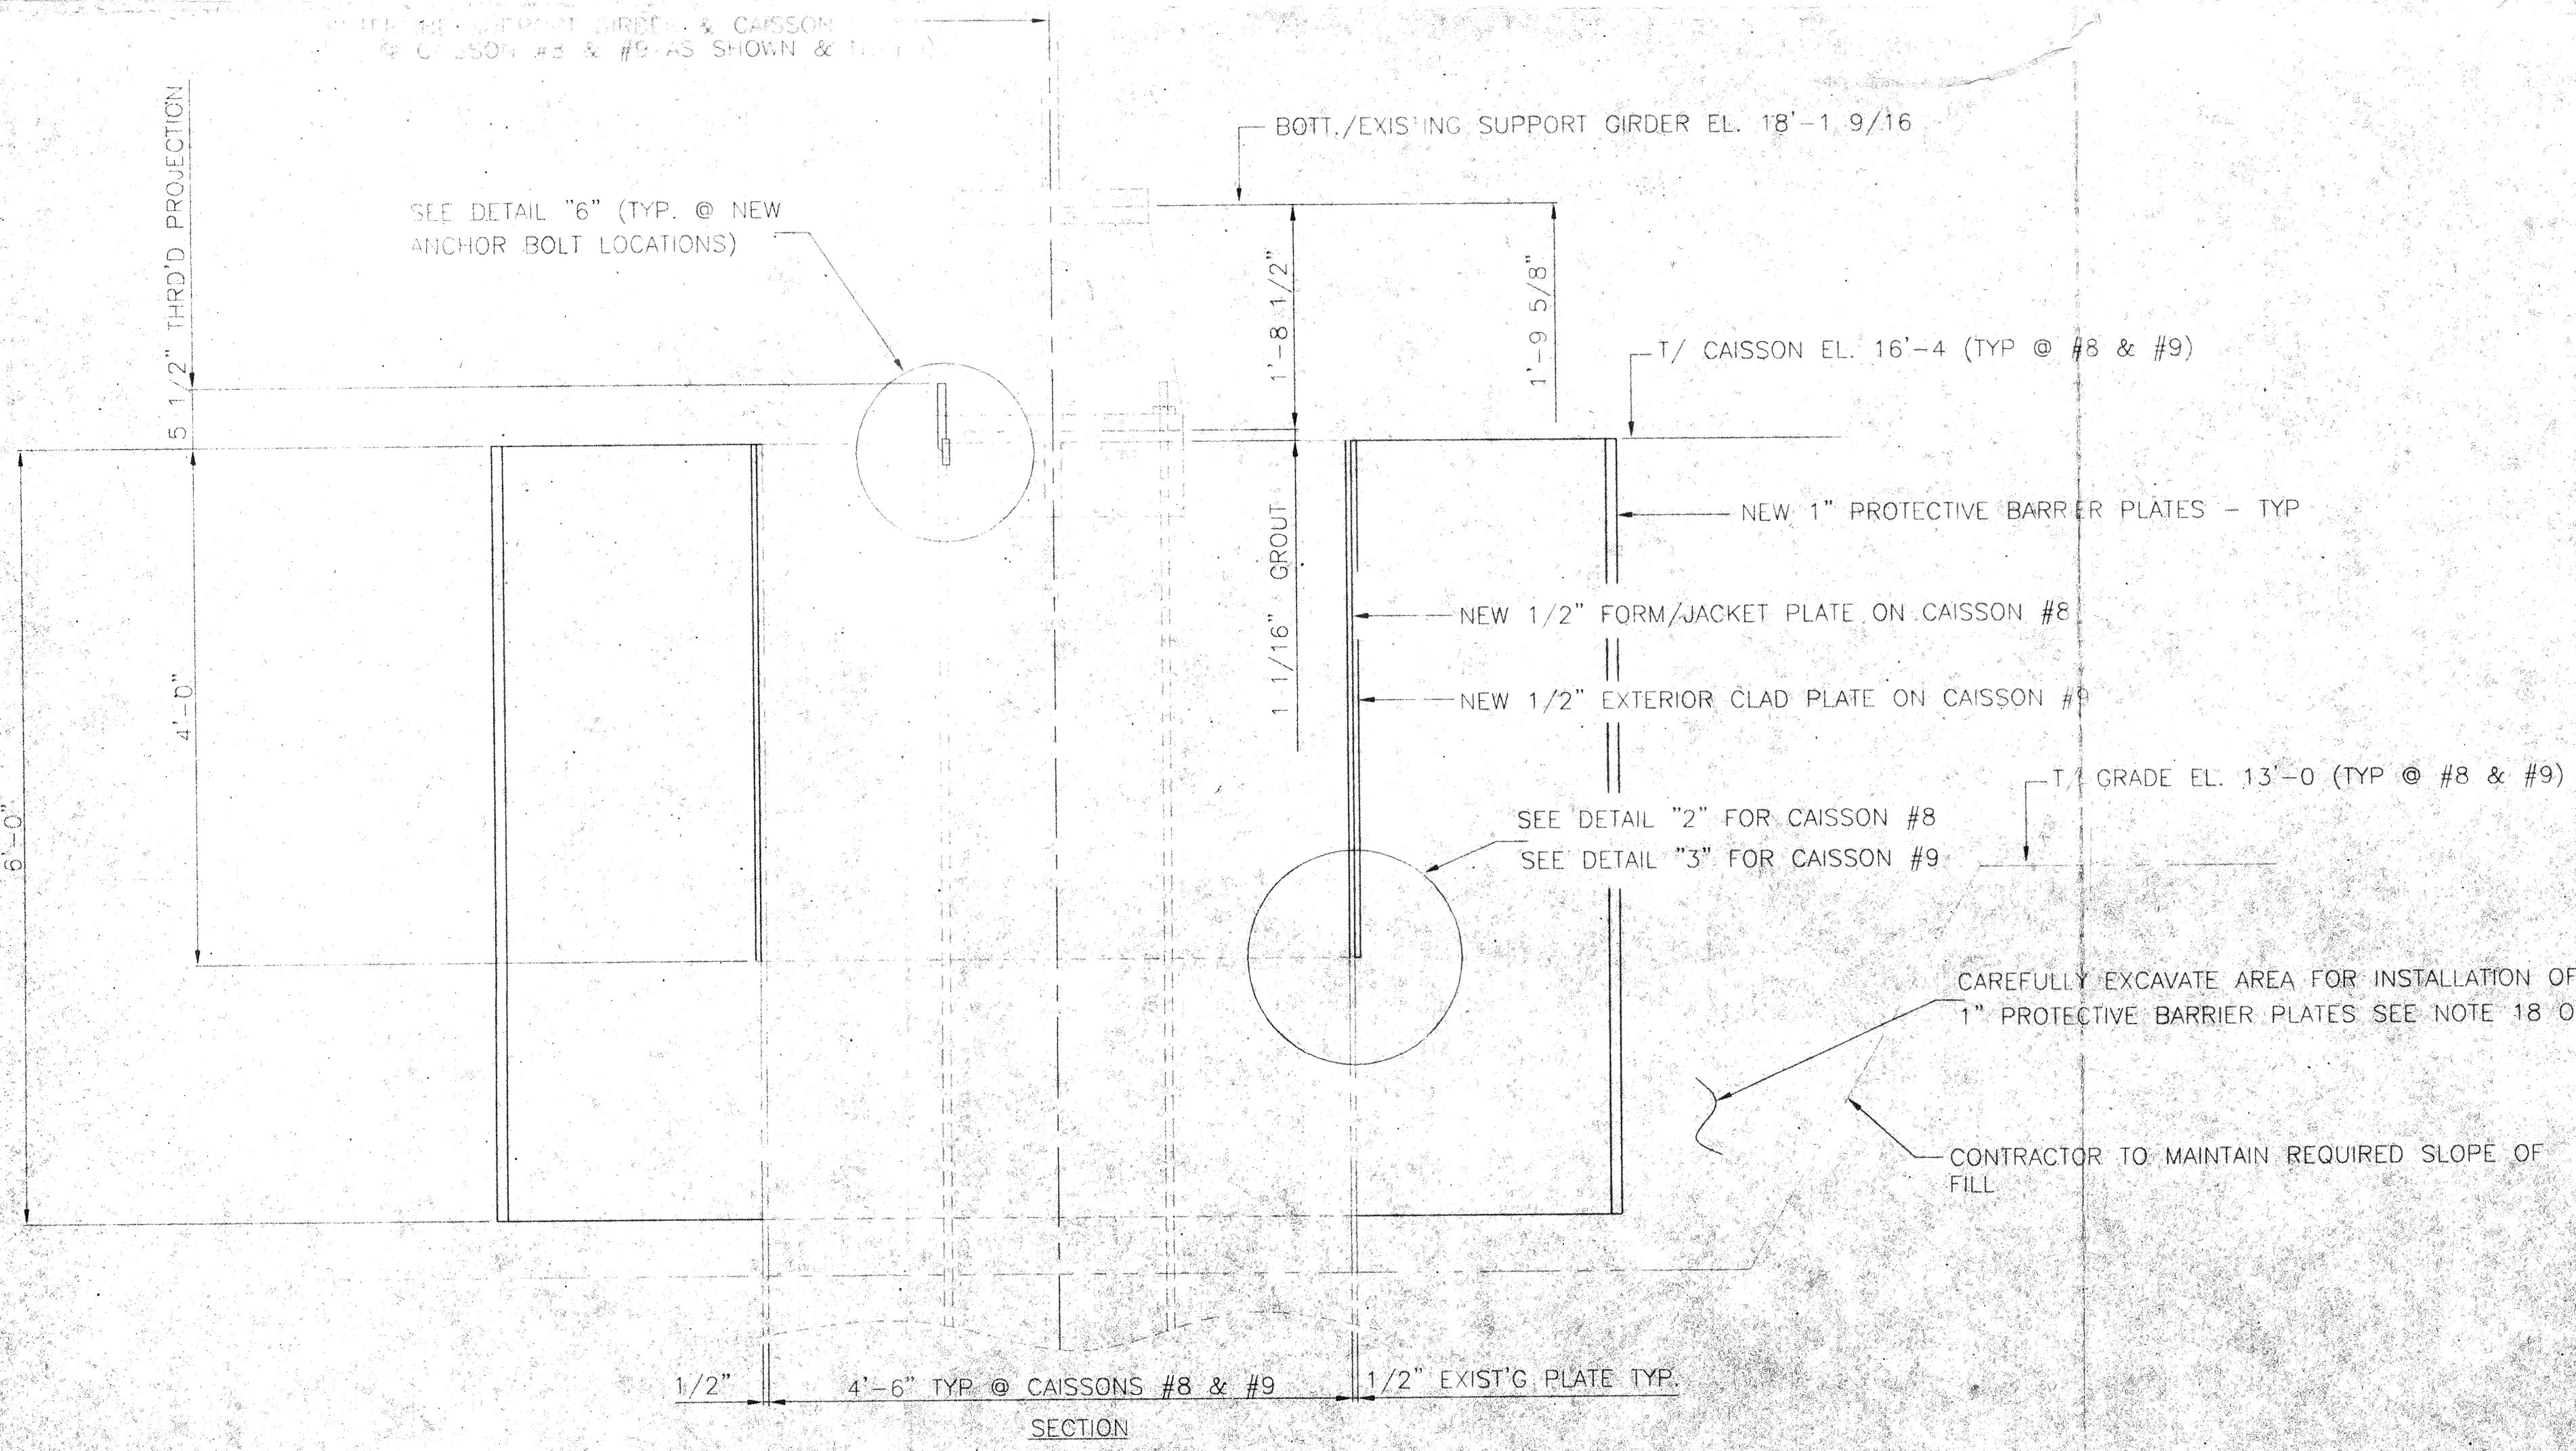 GIRDER & CAISSON
#8 & #9 AS SHOWN &
BOTT./EXISTING SUPPORT GIRDER EL. 18'-1 9/16
5 1/2" THRD'D PROJECTION
SEE DETAIL "6" (TYP. @ NEW
ANCHOR BOLT LOCATIONS)
1'-8 1/2"
1'-9 5/8"
T/ CAISSON EL. 16'-4 (TYP @ #8 & #9)
NEW 1" PROTECTIVE BARRIER PLATES - TYP
1 1/16" GROUT
NEW 1/2" FORM/JACKET PLATE ON CAISSON #8
4'-0"
NEW 1/2" EXTERIOR CLAD PLATE ON CAISSON #9
6'-0"
T/ GRADE EL. 13'-0 (TYP @ #8 & #9)
SEE DETAIL "2" FOR CAISSON #8
SEE DETAIL "3" FOR CAISSON #9
CAREFULLY EXCAVATE AREA FOR INSTALLATION OF
1" PROTECTIVE BARRIER PLATES SEE NOTE 18 O
CONTRACTOR TO MAINTAIN REQUIRED SLOPE OF
FILL
1/2"
4'-6" TYP @ CAISSONS #8 & #9
1/2" EXIST'G PLATE TYP.
SECTION